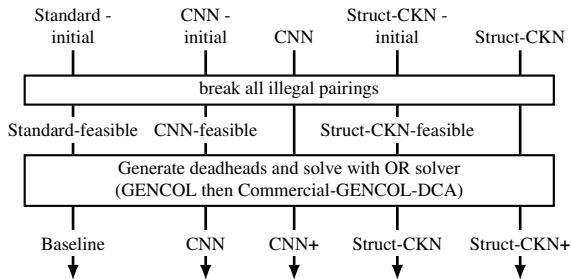 Standard - initial
CNN - initial
CNN
Struct-CKN - initial
Struct-CKN
break all illegal pairings
Standard-feasible
CNN-feasible
Struct-CKN-feasible
Generate deadheads and solve with OR solver
(GENCOL then Commercial-GENCOL-DCA)
Baseline
CNN
CNN+
Struct-CKN
Struct-CKN+